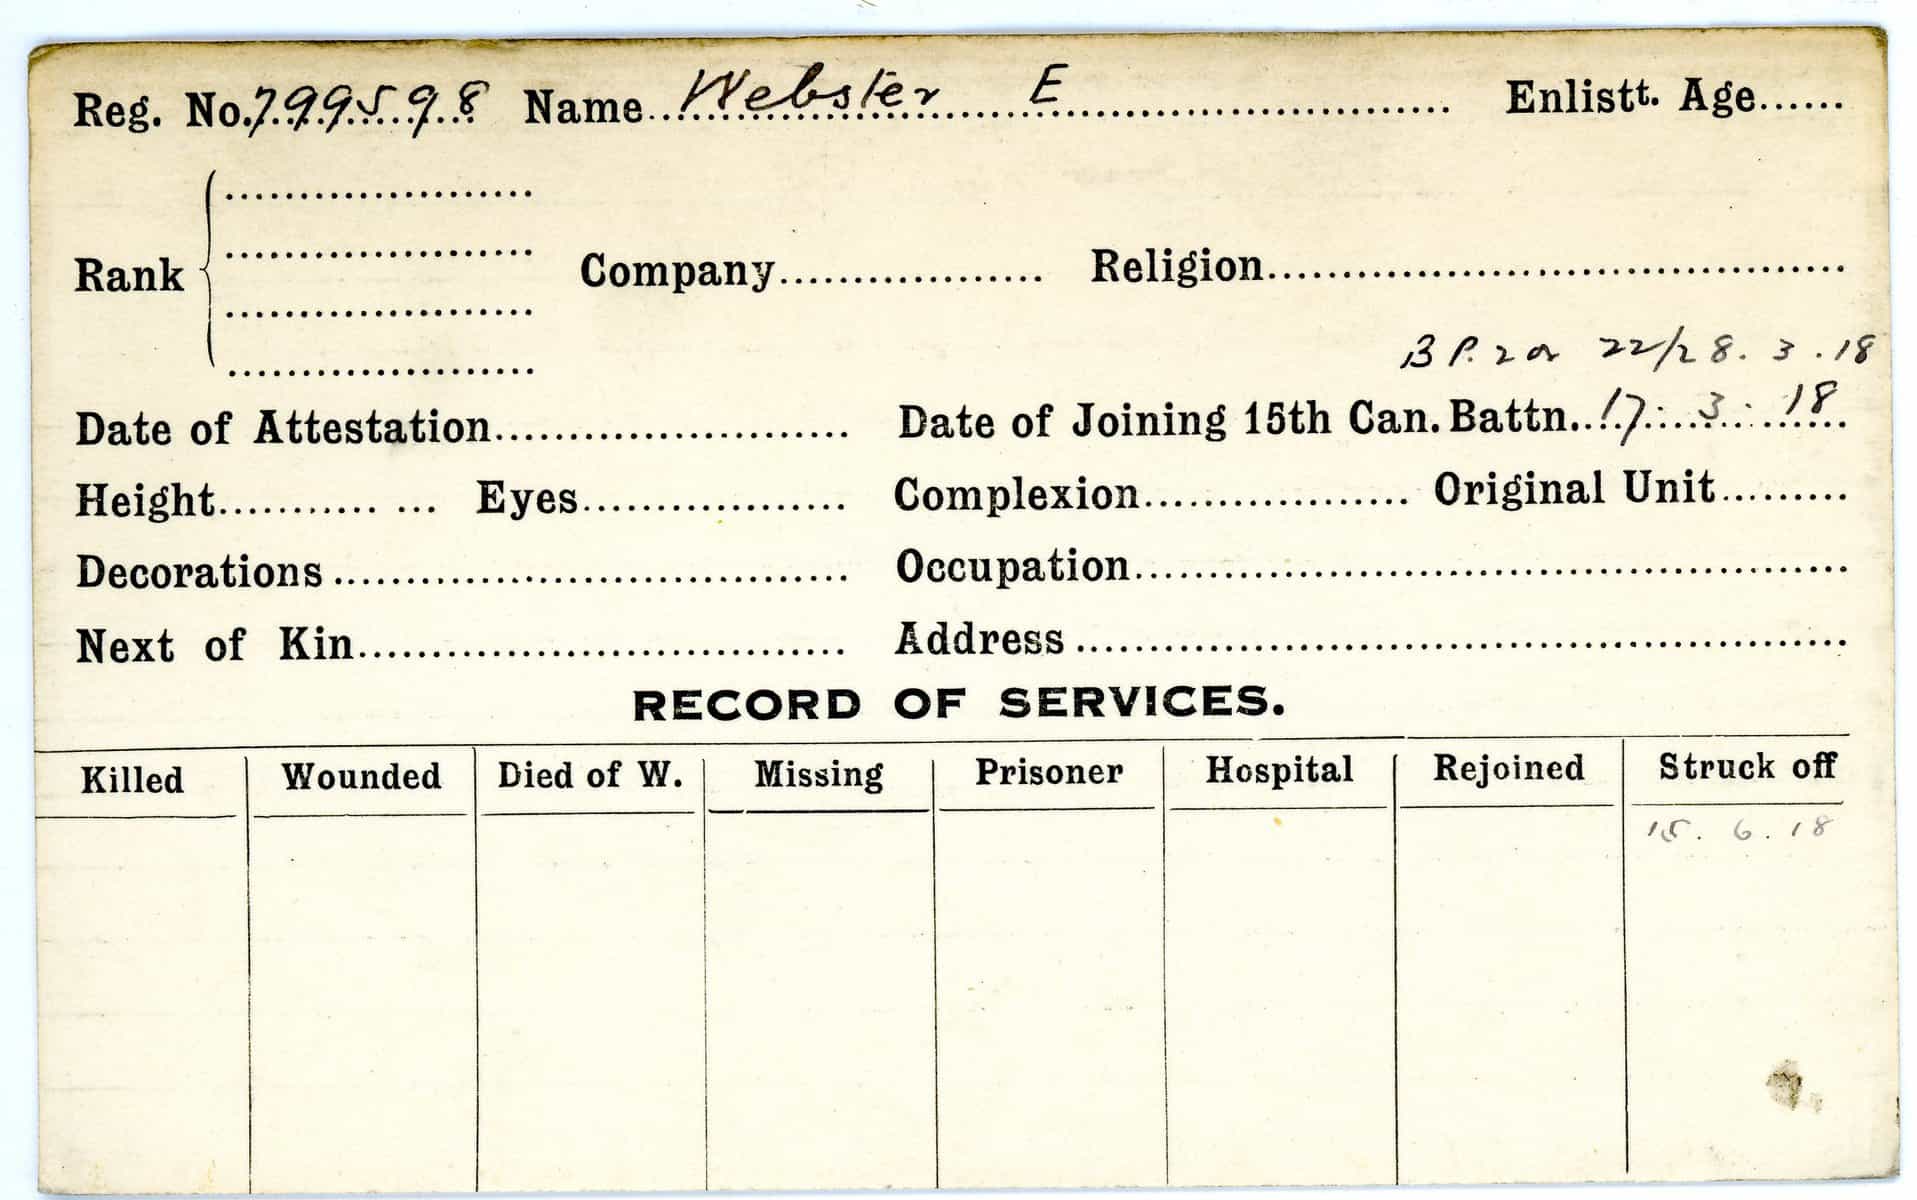 Reg. No. 799598 Name Webster E Enlistt. Age
Rank Company Religion
22/28. 3. 18
Date of Attestation Date of Joining 15th Can. Battn. 17. 3. 18
Height Eyes Complexion Original Unit
Decorations Occupation
Next of Kin Address
RECORD OF SERVICES.
Killed Wounded Died of W. Missing Prisoner Hospital Rejoined Struck off
15. 6. 18